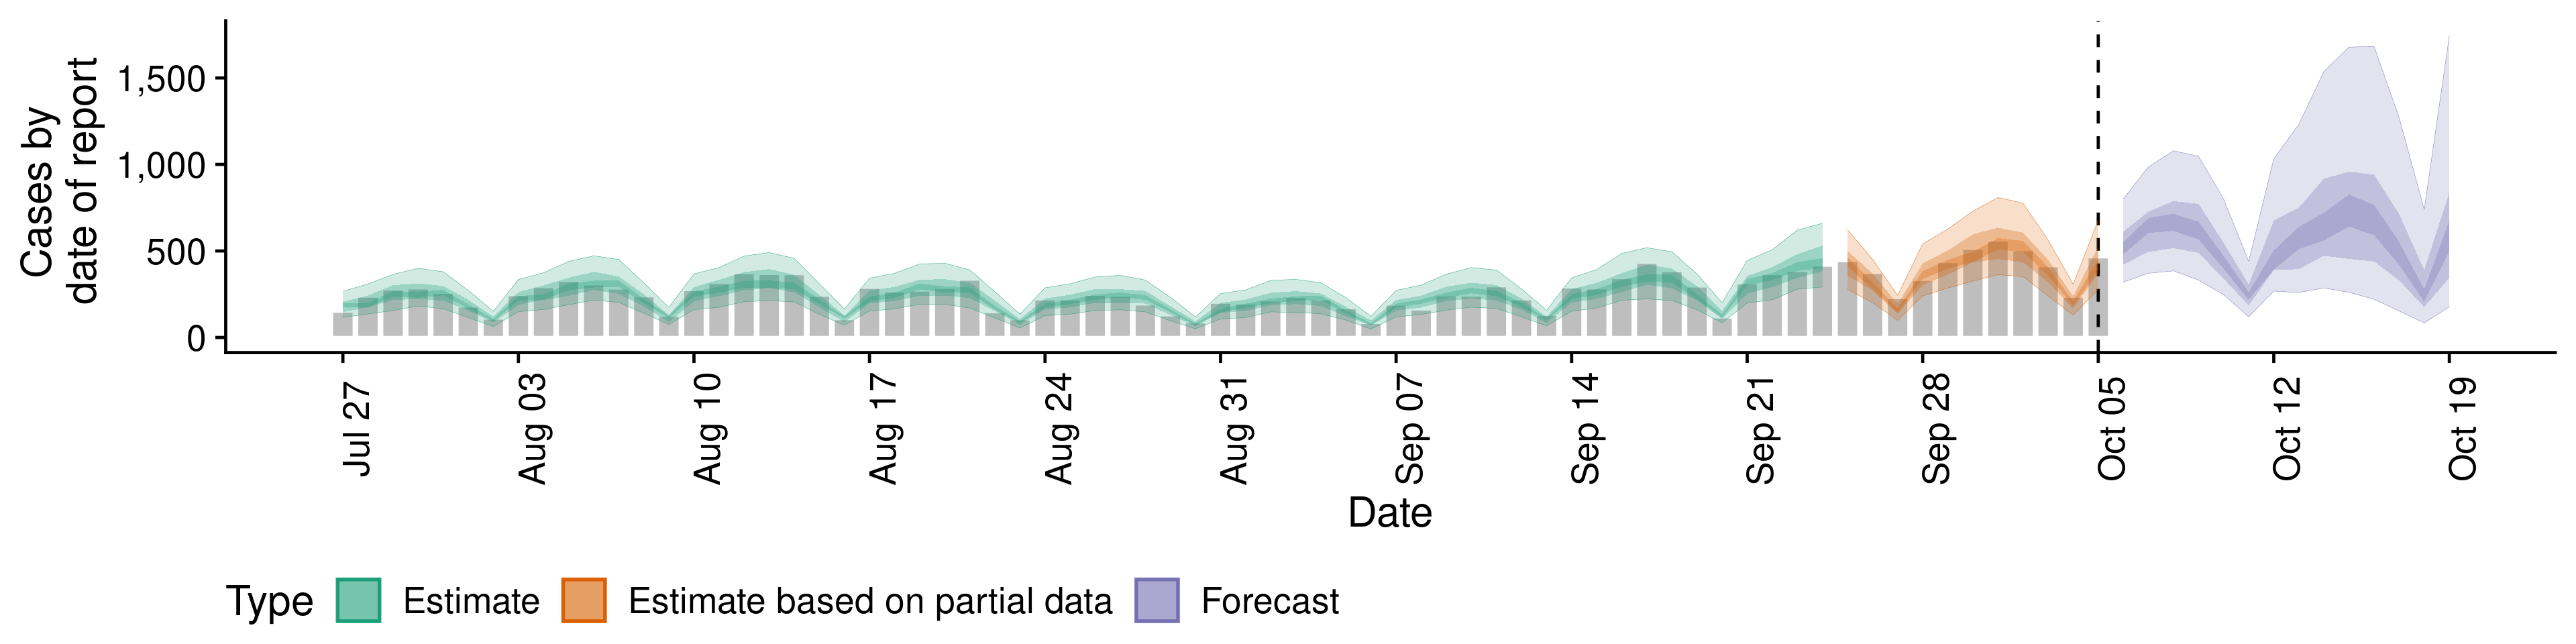 Cases by
date of report
1,500
1,000
500
0
Jul 27
Aug 03
Aug 10
Aug 17
Aug 24
Aug 31
Sep 07
Sep 14
Sep 21
Sep 28
Oct 05
Oct 12
Oct 19
Date
Type Estimate Estimate based on partial data Forecast